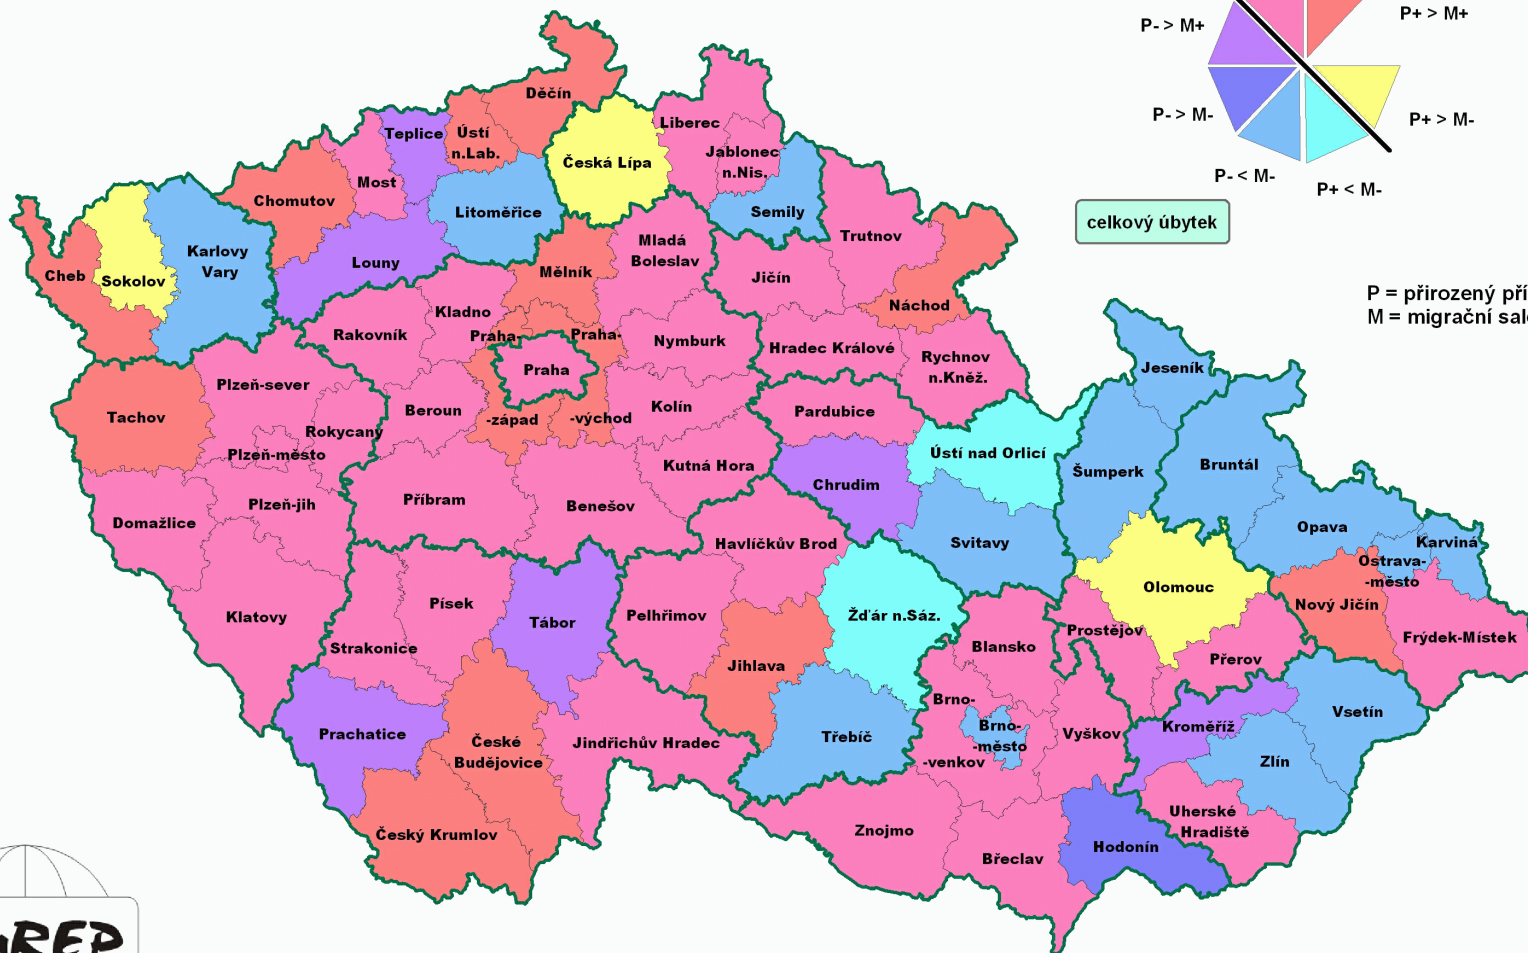 P+ > M+
P- > M+
P- > M-
P+ > M-
P- < M-
P+ < M-
celkový úbytek
P = přirozený pří
M = migrační sal
Děčín
Liberec
Teplice
Ústí
n.Lab.
Česká Lípa
Jablonec
n.Nis.
Most
Chomutov
Litoměřice
Semily
Trutnov
Karlovy
Vary
Mladá
Boleslav
Louny
Mělník
Cheb
Sokolov
Jičín
Náchod
Kladno
Rakovník
Praha-
Praha-
Nymburk
Hradec Králové
Rychnov
n.Kněž.
Praha
Jeseník
Plzeň-sever
Tachov
Beroun
-západ
-východ
Kolín
Pardubice
Rokycany
Plzeň-město
Ústí nad Orlicí
Šumperk
Bruntál
Kutná Hora
Chrudim
Příbram
Benešov
Plzeň-jih
Domažlice
Opava
Havlíčkův Brod
Svitavy
Karviná
Ostrava-
-město
Olomouc
Nový Jičín
Písek
Klatovy
Tábor
Pelhřimov
Žďár n.Sáz.
Prostějov
Frýdek-Místek
Strakonice
Blansko
Přerov
Jihlava
Brno-
Brno-
-město
-venkov
Vyškov
Kroměříž
Vsetín
Prachatice
České
Budějovice
Jindřichův Hradec
Třebíč
Zlín
Český Krumlov
Znojmo
Břeclav
Hodonín
Uherské
Hradiště